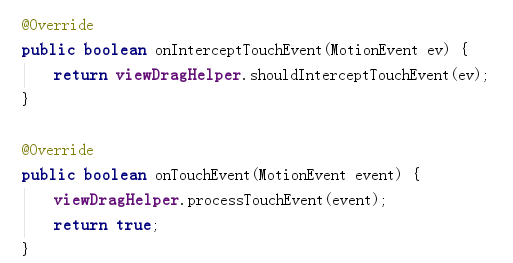 @Override
public boolean onInterceptTouchEvent(MotionEvent ev) {
    return viewDragHelper.shouldInterceptTouchEvent(ev);
}

@Override
public boolean onTouchEvent(MotionEvent event) {
    viewDragHelper.processTouchEvent(event);
    return true;
}